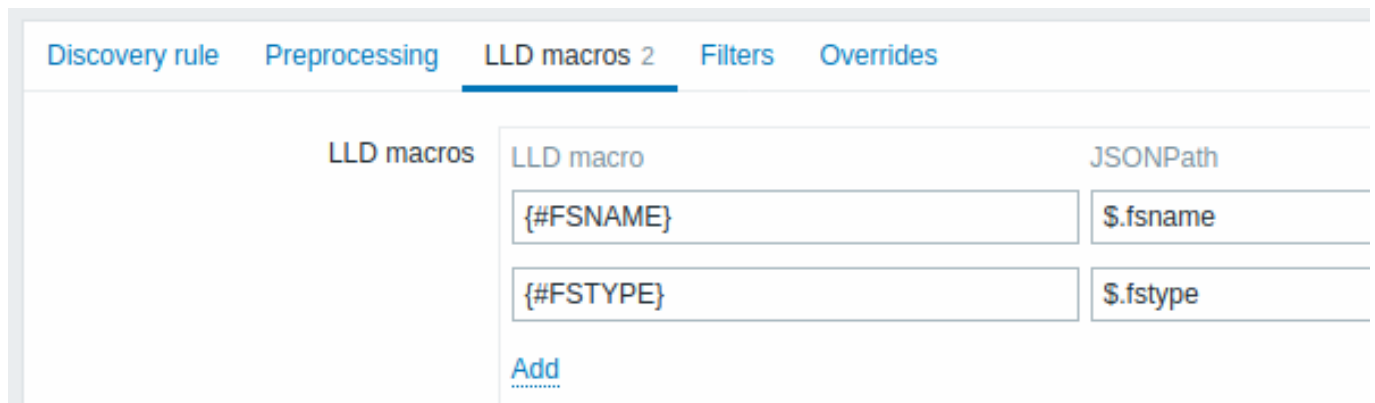 Discovery rule Preprocessing LLD macros 2 Filters Overrides
LLD macros LLD macro JSONPath
{#FSNAME} $.fsname
{#FSTYPE} $.fstype
Add